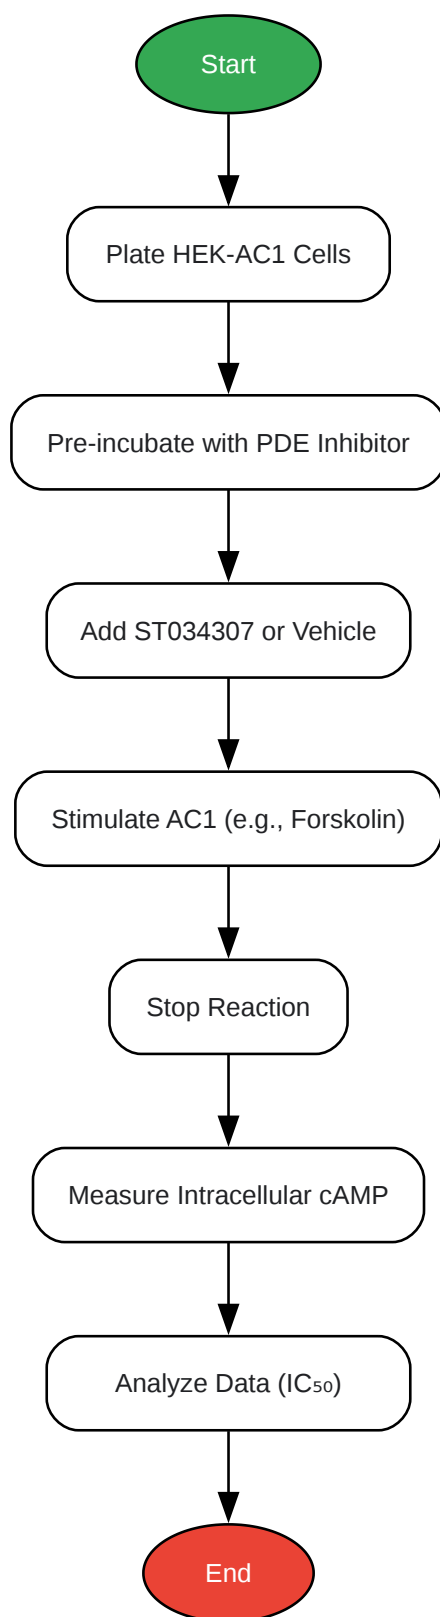 Start
Plate HEK-AC1 Cells
Pre-incubate with PDE Inhibitor
Add ST034307 or Vehicle
Stimulate AC1 (e.g., Forskolin)
Stop Reaction
Measure Intracellular cAMP
Analyze Data (IC₅₀)
End